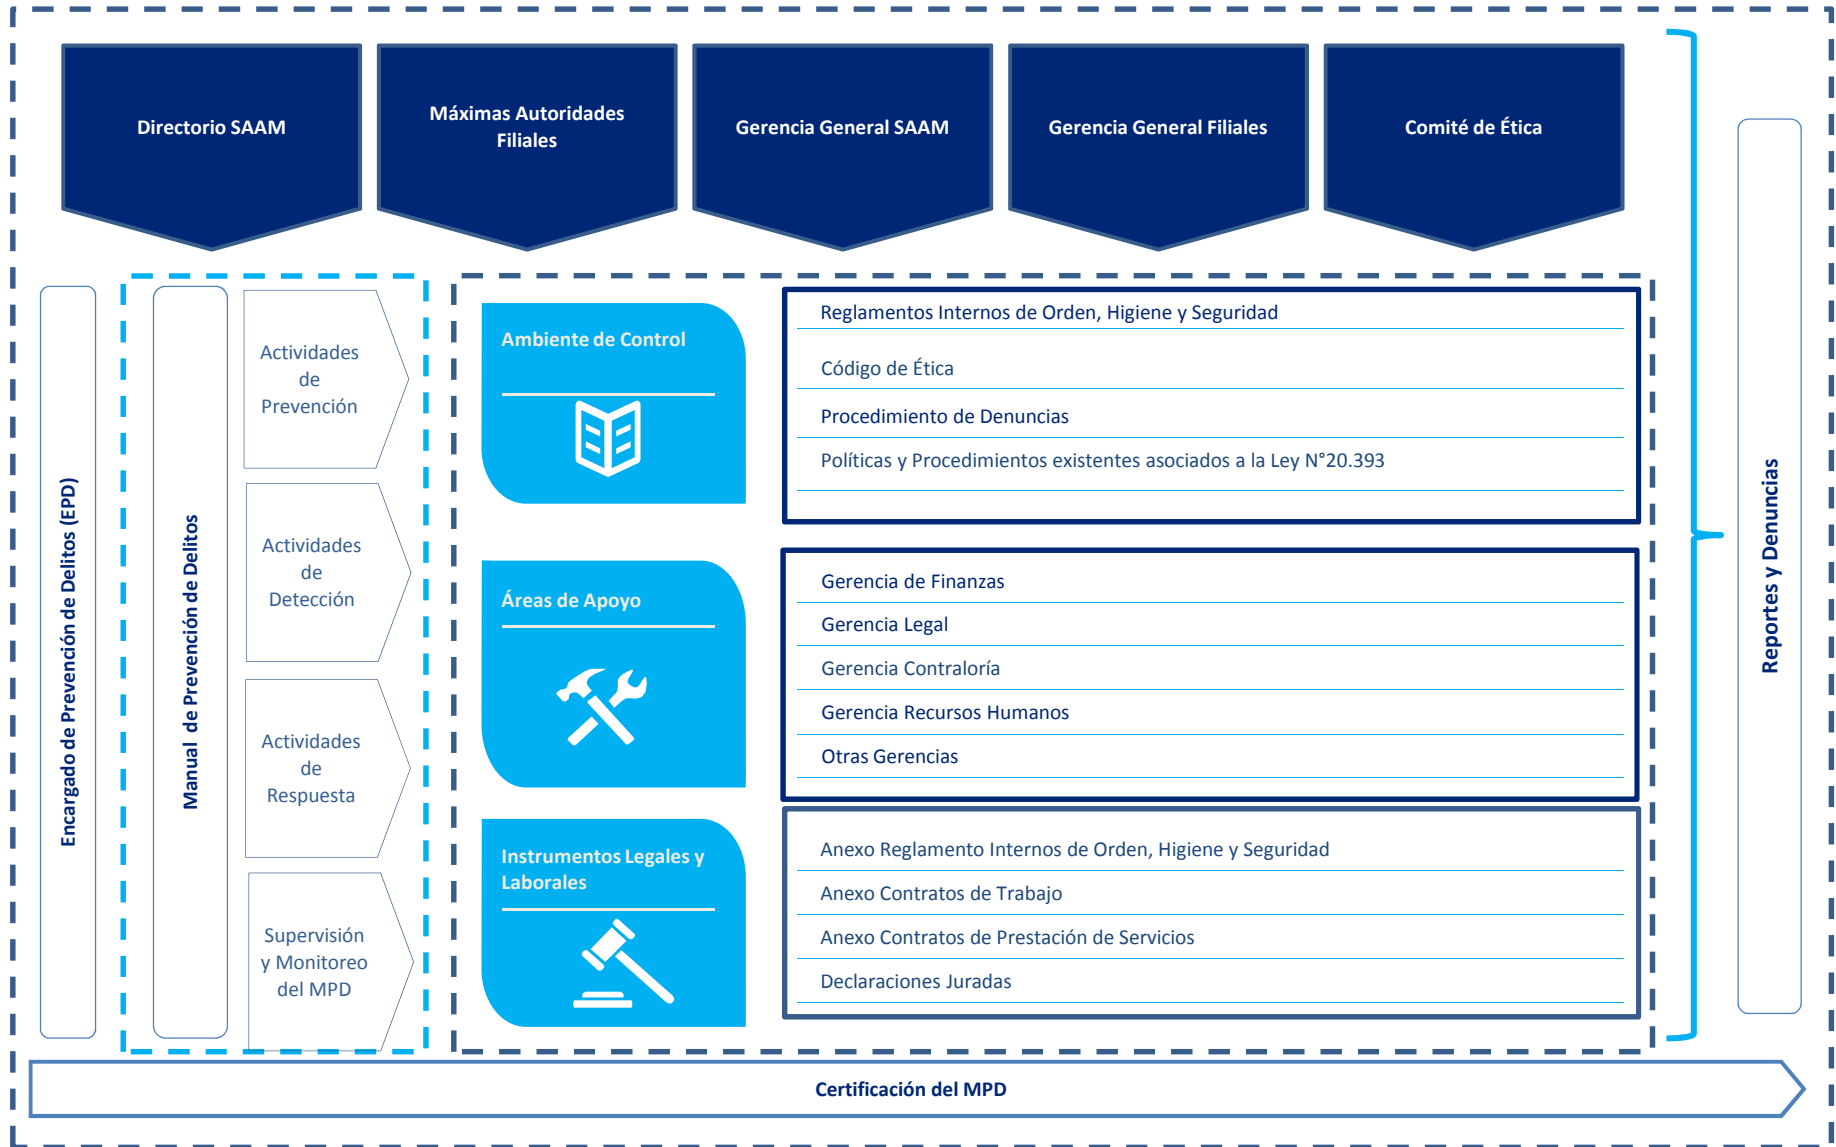 Directorio SAAM
Máximas Autoridades
Filiales
Gerencia General SAAM
Gerencia General Filiales
Comité de Ética
Encargado de Prevención de Delitos (EPD)
Manual de Prevención de Delitos
Actividades
de
Prevención
Actividades
de
Detección
Actividades
de
Respuesta
Supervisión
y Monitoreo
del MPD
Ambiente de Control
Reglamentos Internos de Orden, Higiene y Seguridad
Código de Ética
Procedimiento de Denuncias
Políticas y Procedimientos existentes asociados a la Ley N°20.393
Áreas de Apoyo
Gerencia de Finanzas
Gerencia Legal
Gerencia Contraloría
Gerencia Recursos Humanos
Otras Gerencias
Instrumentos Legales y
Laborales
Anexo Reglamento Internos de Orden, Higiene y Seguridad
Anexo Contratos de Trabajo
Anexo Contratos de Prestación de Servicios
Declaraciones Juradas
Reportes y Denuncias
Certificación del MPD